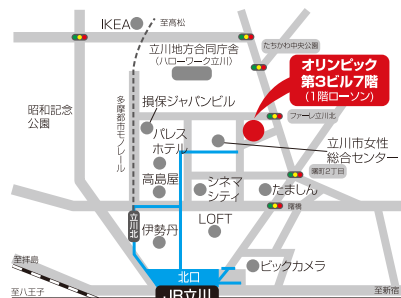 IKEA
至高松
立川地方合同庁舎
(ハローワーク立川)
たちかわ中央公園
オリンピック
第3ビル7階
(1階ローソン)
昭和記念
公園
多摩都市モノレール
損保ジャパンビル
ファーレ立川北
パレス
ホテル
立川市女性
総合センター
高島屋
シネマ
シティ
曙町2丁目
たましん
立川北
伊勢丹
LOFT
曙橋
至拝島
北口
ビックカメラ
至八王子
JR立川
至新宿